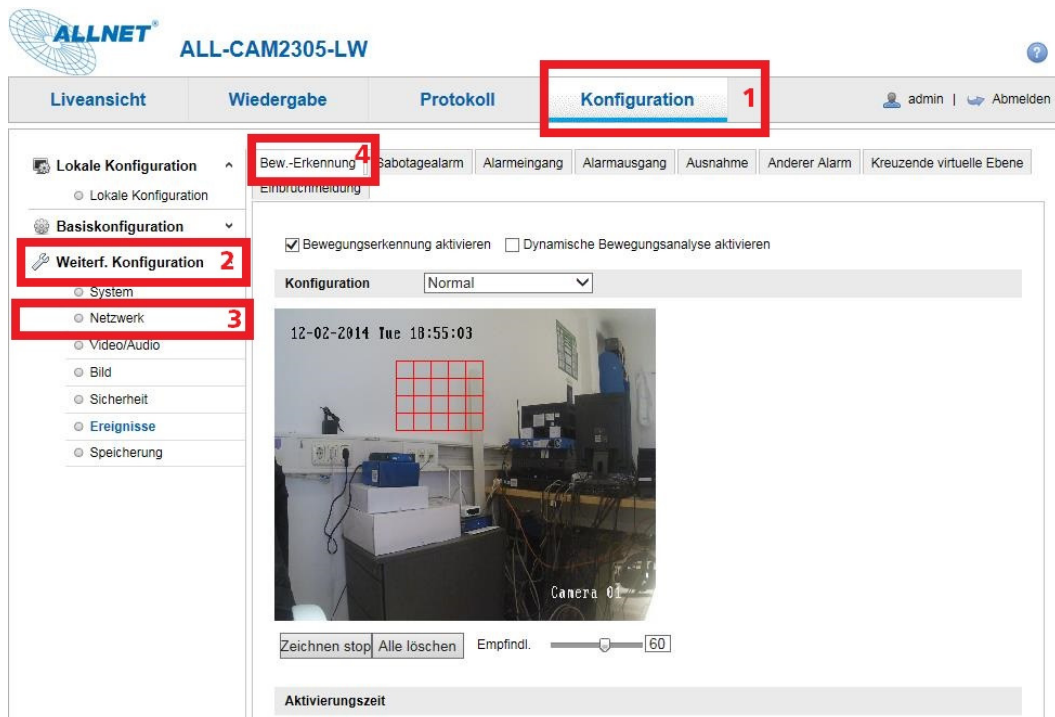 ALLNET®
ALL-CAM2305-LW
?
Liveansicht
Wiedergabe
Protokoll
Konfiguration
1
admin | Abmelden
Lokale Konfiguration
Lokale Konfiguration
Basiskonfiguration
Weiterf. Konfiguration
2
System
Netzwerk
3
Video/Audio
Bild
Sicherheit
Ereignisse
Speicherung
Bew.-Erkennung
4
Sabotagealarm
Alarmeingang
Alarmausgang
Ausnahme
Anderer Alarm
Kreuzende virtuelle Ebene
Einbruchmeldung
Bewegungserkennung aktivieren
Dynamische Bewegungsanalyse aktivieren
Konfiguration
Normal
12-02-2014 Tue 18:55:03
Camera 01
Zeichnen stop
Alle löschen
Empfindl.
60
Aktivierungszeit